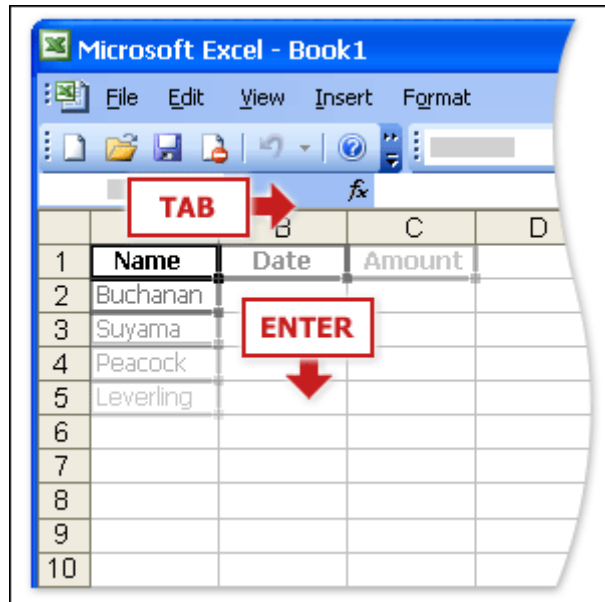 Microsoft Excel - Book1
File Edit View Insert Format
TAB
fx
B C D
1 Name Date Amount
2 Buchanan
3 Suyama ENTER
4 Peacock
5 Leverling
6
7
8
9
10